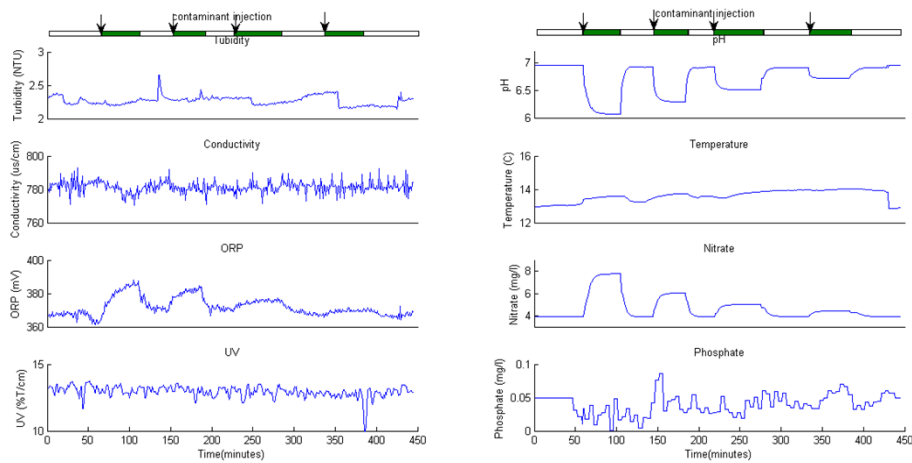 contaminant injection
Tubidity
Turbidity (NTU)
3
2.5
2
Conductivity
Conductivity (us/cm)
800
780
760
ORP
ORP (mV)
400
380
360
UV
UV (%T/cm)
15
10
0 50 100 150 200 250 300 350 400 450
Time(minutes)
contaminant injection
pH
pH
7
6.5
6
Temperature
Temperature (C)
16
14
12
Nitrate
Nitrate (mg/l)
8
6
4
Phosphate
Phosphate (mg/l)
0.1
0.05
0
0 50 100 150 200 250 300 350 400 450
Time(minutes)